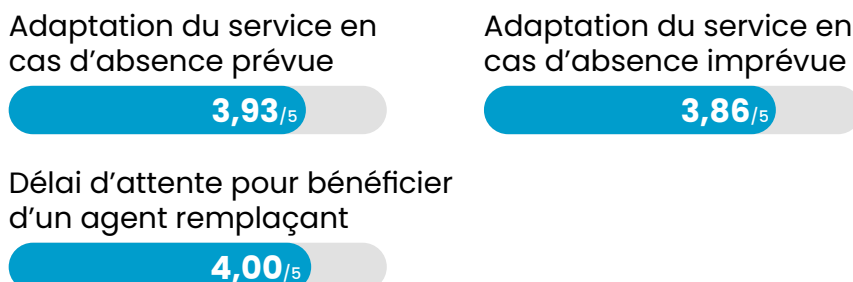 Adaptation du service en
cas d’absence prévue
3,93/5
Adaptation du service en
cas d’absence imprévue
3,86/5
Délai d’attente pour bénéficier
d’un agent remplaçant
4,00/5